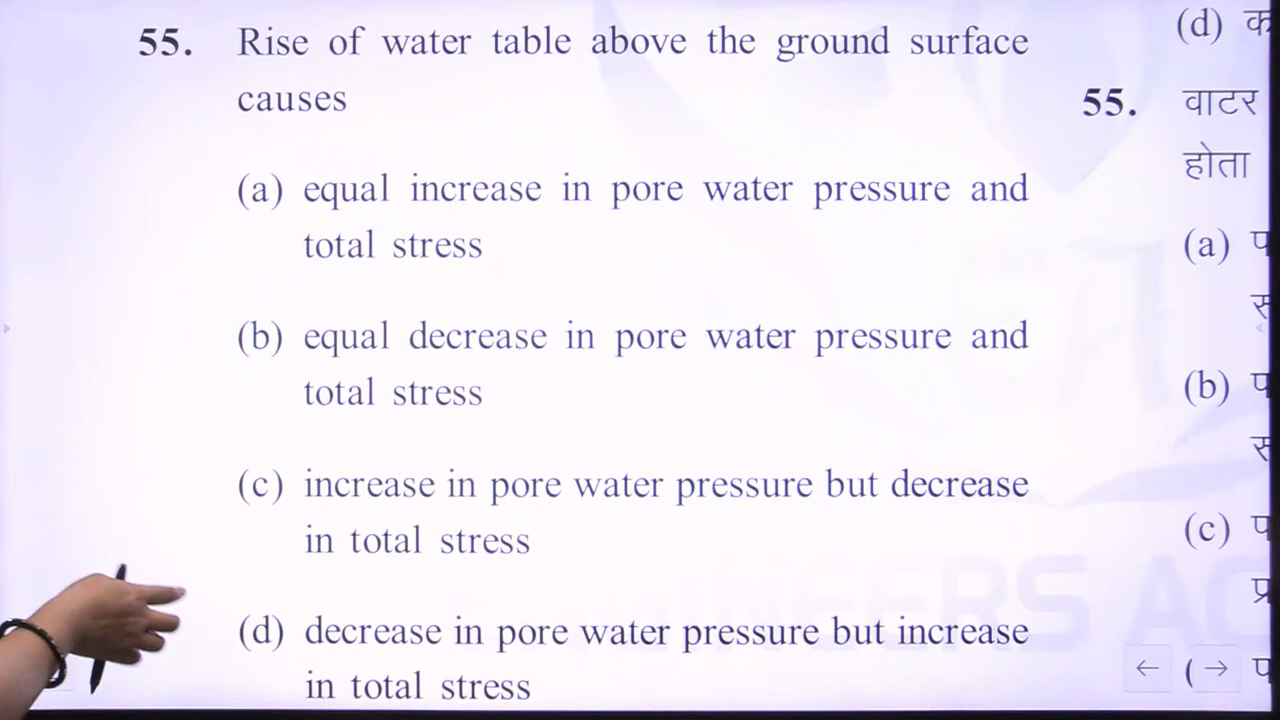 55. Rise of water table above the ground surface
causes
(a) equal increase in pore water pressure and
total stress
(b) equal decrease in pore water pressure and
total stress
(c) increase in pore water pressure but decrease
in total stress
(d) decrease in pore water pressure but increase
in total stress
(d)
55. वाटर
होता
(a)
(b)
(c)